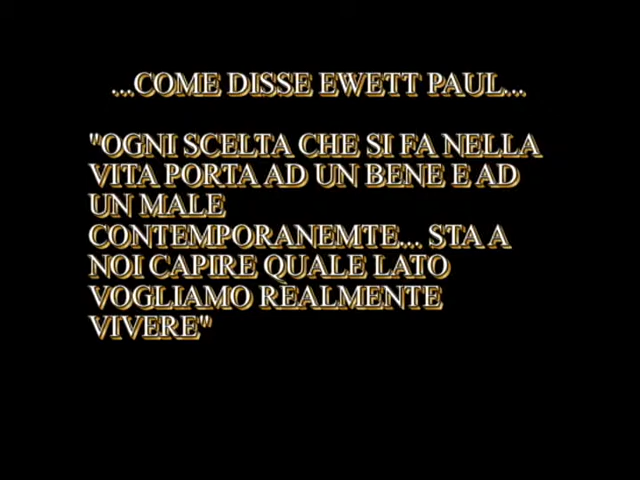 ...COME DISSE EWETT PAUL...
"OGNI SCELTA CHE SI FA NELLA
VITA PORTA AD UN BENE E AD
UN MALE
CONTEMPORANEMTE... STA A
NOI CAPIRE QUALE LATO
VOGLIAMO REALMENTE
VIVERE"